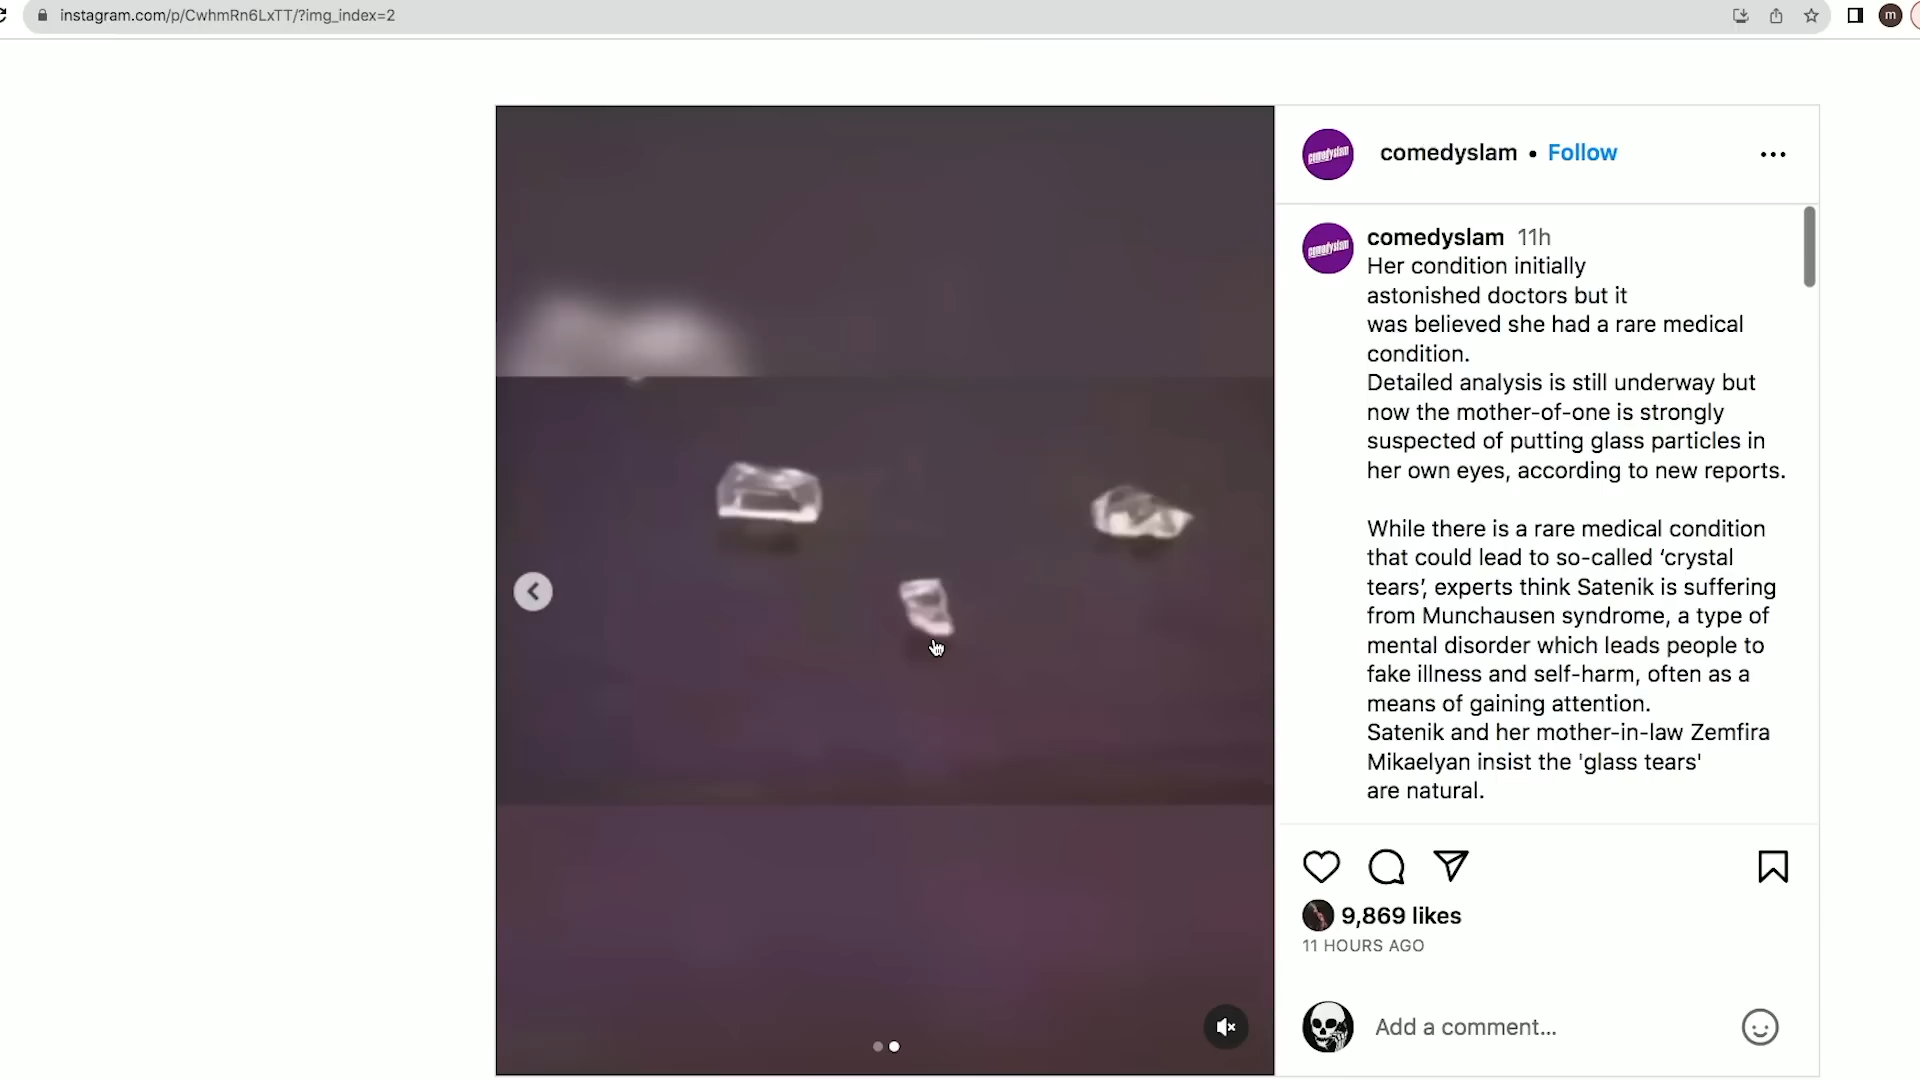 instagram.com/p/CwhmRn6LxTT/?img_index=2
m
comedyslam
comedyslam • Follow
comedyslam
comedyslam 11h
Her condition initially
astonished doctors but it
was believed she had a rare medical
condition.
Detailed analysis is still underway but
now the mother-of-one is strongly
suspected of putting glass particles in
her own eyes, according to new reports.
While there is a rare medical condition
that could lead to so-called ‘crystal
tears’, experts think Satenik is suffering
from Munchausen syndrome, a type of
mental disorder which leads people to
fake illness and self-harm, often as a
means of gaining attention.
Satenik and her mother-in-law Zemfira
Mikaelyan insist the 'glass tears'
are natural.
9,869 likes
11 HOURS AGO
Add a comment...